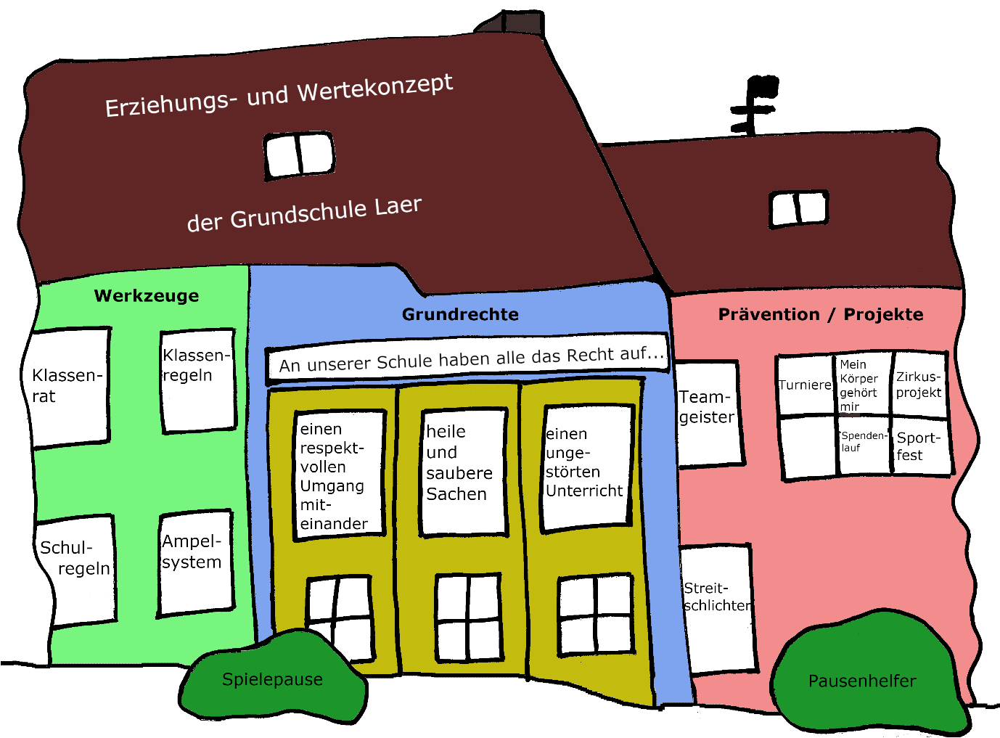 Erziehungs- und Wertekonzept
der Grundschule Laer
Werkzeuge
Klassen-
rat
Klassen-
regeln
Schul-
regeln
Ampel-
system
Grundrechte
An unserer Schule haben alle das Recht auf...
einen
respekt-
vollen
Umgang
mit-
einander
heile
und
saubere
Sachen
einen
unge-
störten
Unterricht
Prävention / Projekte
Team-
geister
Turniere
Mein
Körper
gehört
mir
Zirkus-
projekt
Spenden-
lauf
Sport-
fest
Streit-
schlichter
Spielepause
Pausenhelfer